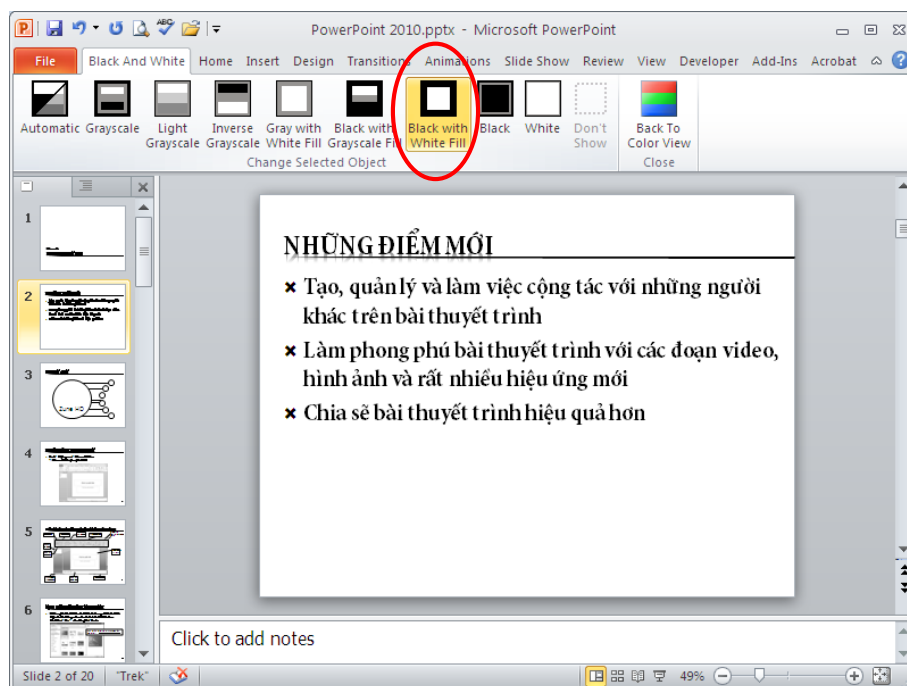 PowerPoint 2010.pptx - Microsoft PowerPoint
File Black And White Home Insert Design Transitions Animations Slide Show Review View Developer Add-Ins Acrobat
Automatic Grayscale Light Grayscale Inverse Grayscale Gray with White Fill Black with Grayscale Fill Black with White Fill Black White Don't Show Back To Color View
Change Selected Object Close
1
2
3
4
5
6
Zune HD
NHỮNG ĐIỂM MỚI
Tạo, quản lý và làm việc cộng tác với những người
khác trên bài thuyết trình
Làm phong phú bài thuyết trình với các đoạn video,
hình ảnh và rất nhiều hiệu ứng mới
Chia sẽ bài thuyết trình hiệu quả hơn
Click to add notes
Slide 2 of 20 "Trek" 49%